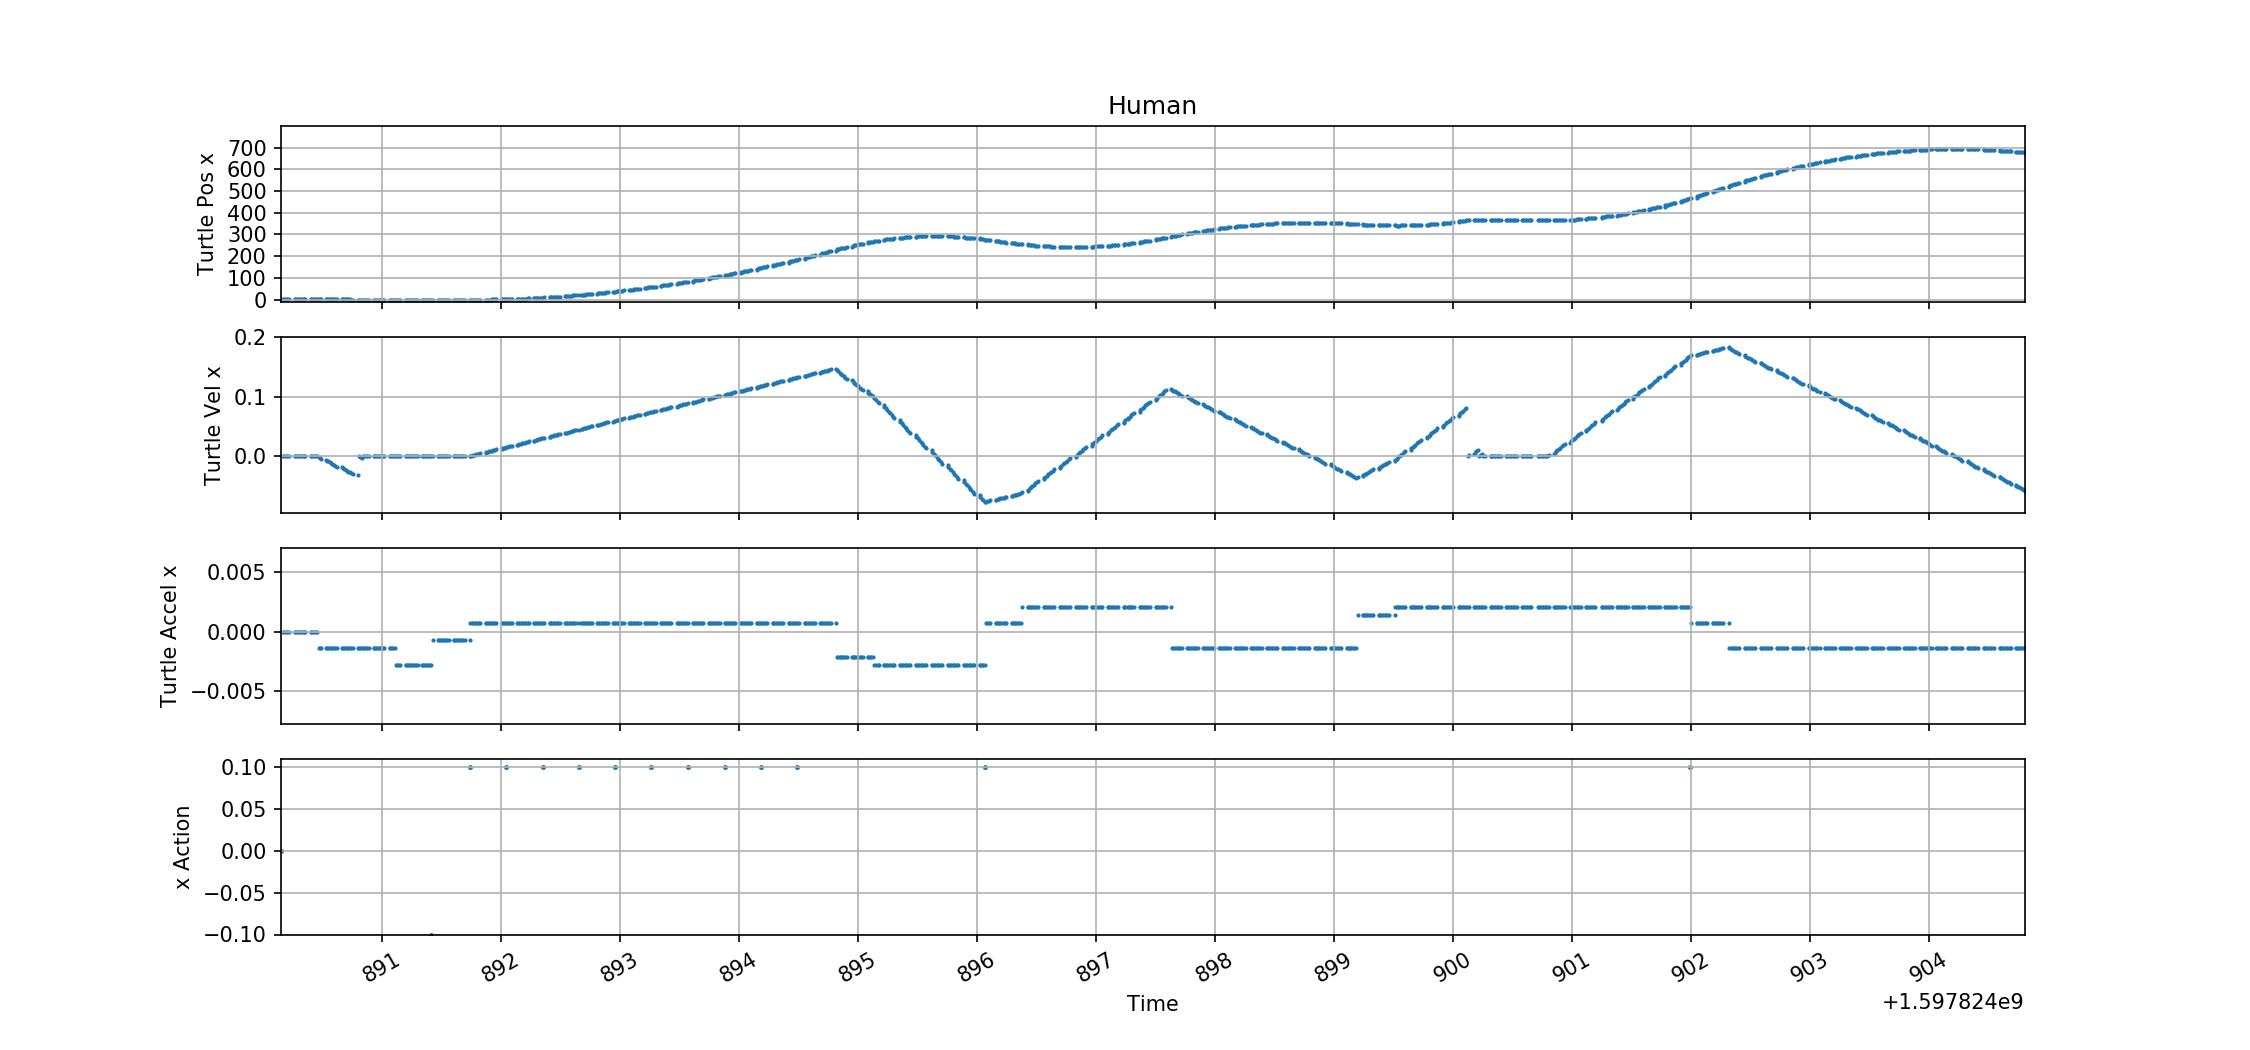 Human
Turtle Pos x
700
600
500
400
300
200
100
0
Turtle Vel x
0.2
0.1
0.0
Turtle Accel x
0.005
0.000
−0.005
x Action
0.10
0.05
0.00
−0.05
−0.10
891 892 893 894 895 896 897 898 899 900 901 902 903 904
Time
+1.597824e9